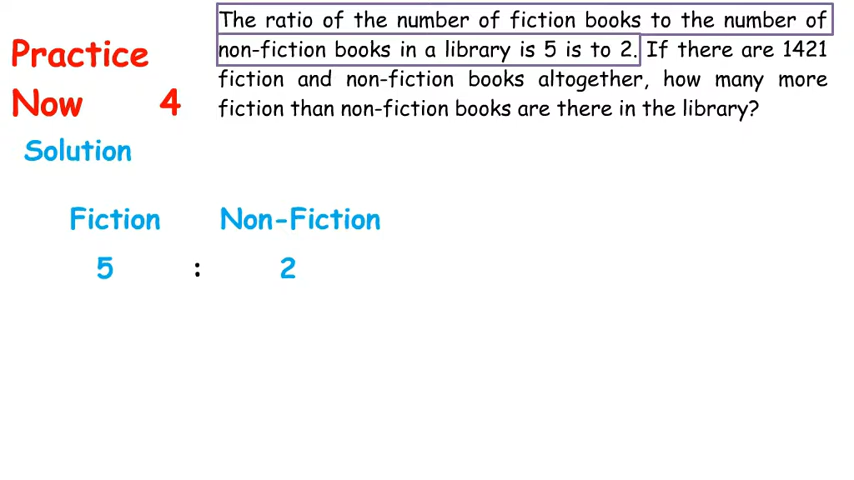 The ratio of the number of fiction books to the number of
non-fiction books in a library is 5 is to 2. If there are 1421
fiction and non-fiction books altogether, how many more
fiction than non-fiction books are there in the library?
Practice
Now 4
Solution
Fiction Non-Fiction
5 : 2